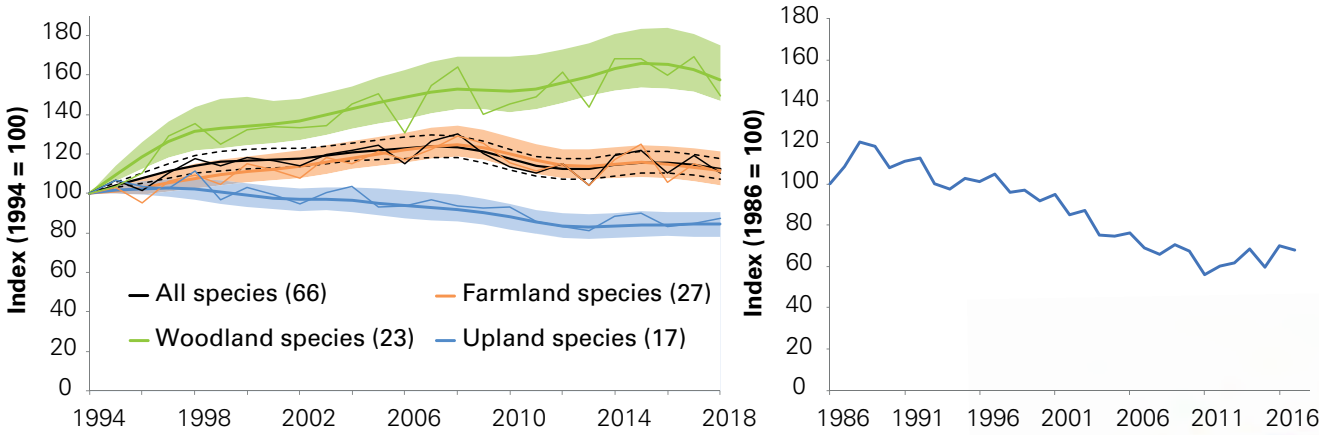 Index (1994 = 100)
180
160
140
120
100
80
60
40
20
0
All species (66)
Farmland species (27)
Woodland species (23)
Upland species (17)
1994 1998 2002 2006 2010 2014 2018
Index (1986 = 100)
180
160
140
120
100
80
60
40
20
0
1986 1991 1996 2001 2006 2011 2016